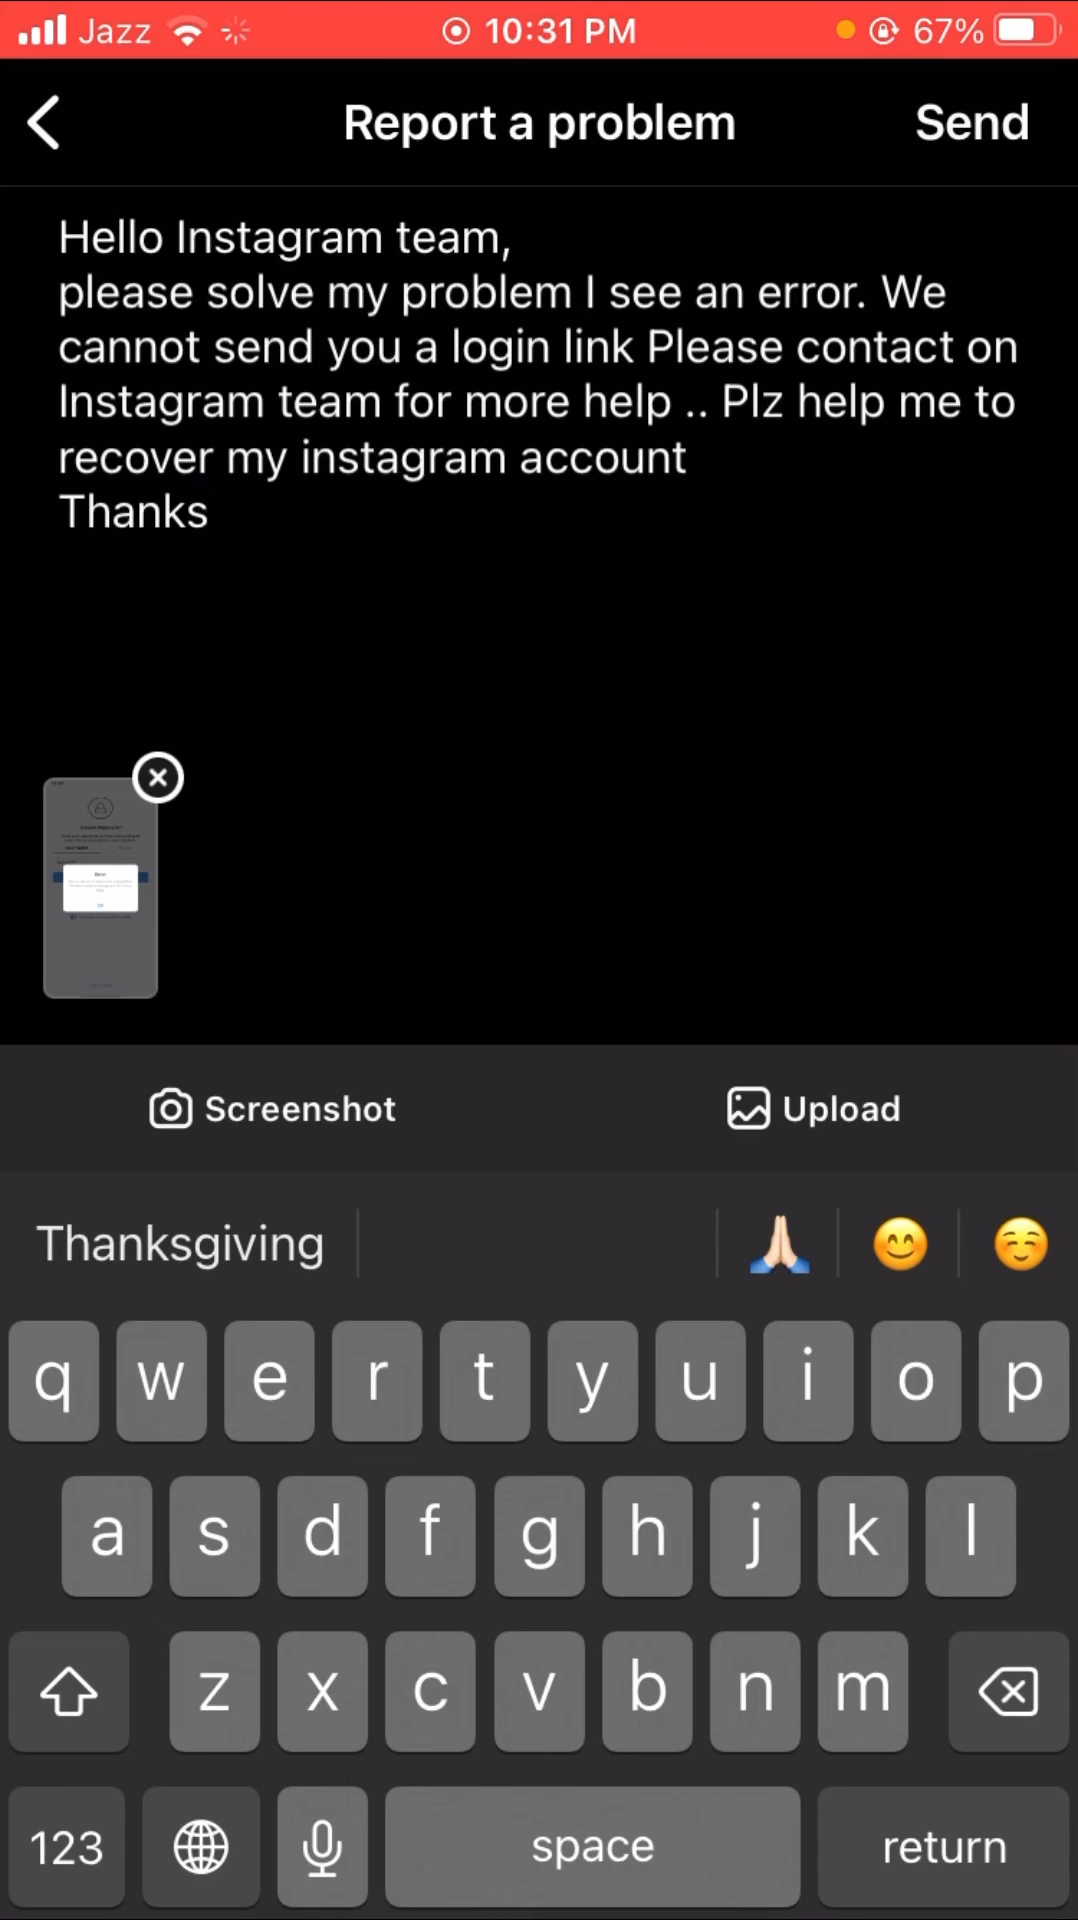 Jazz 10:31 PM 67%
Report a problem Send
Hello Instagram team,
please solve my problem I see an error. We
cannot send you a login link Please contact on
Instagram team for more help .. Plz help me to
recover my instagram account
Thanks
Screenshot Upload
Thanksgiving 🙏🏻 😊 ☺️
q w e r t y u i o p
a s d f g h j k l
z x c v b n m
123 space return